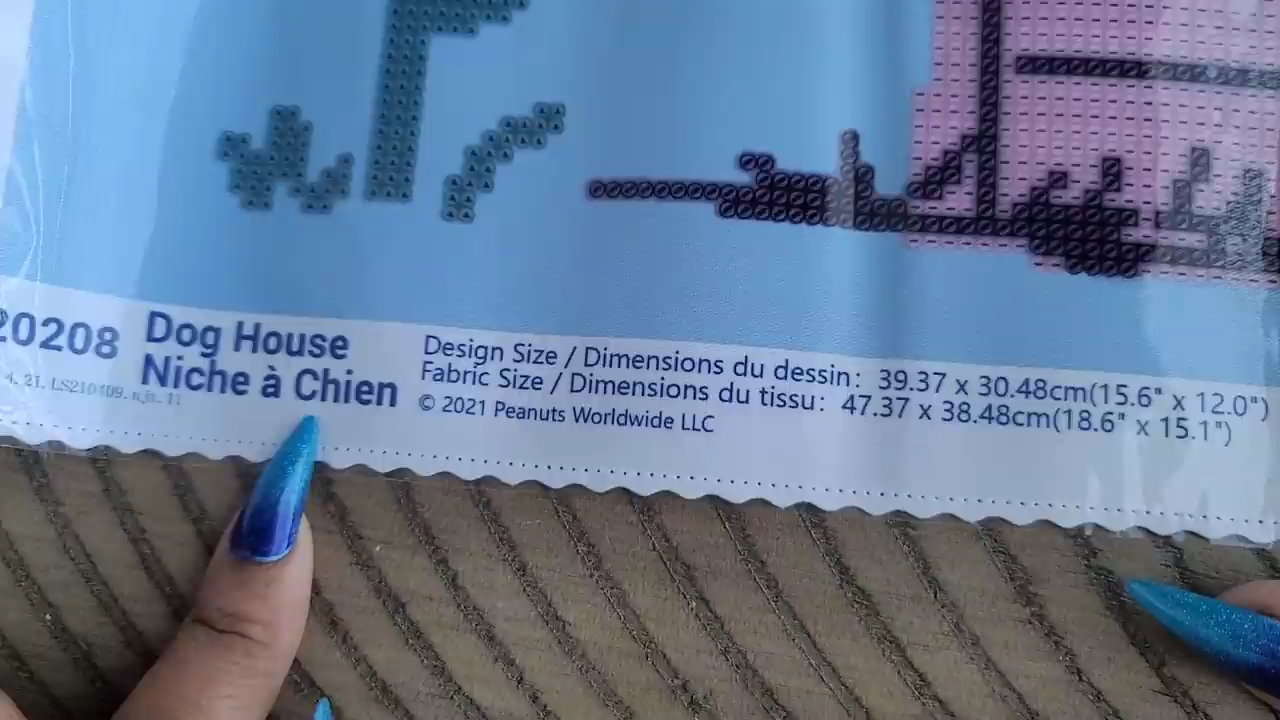 20208
Dog House
Niche à Chien
Design Size / Dimensions du dessin: 39.37 x 30.48cm(15.6" x 12.0")
Fabric Size / Dimensions du tissu: 47.37 x 38.48cm(18.6" x 15.1")
© 2021 Peanuts Worldwide LLC